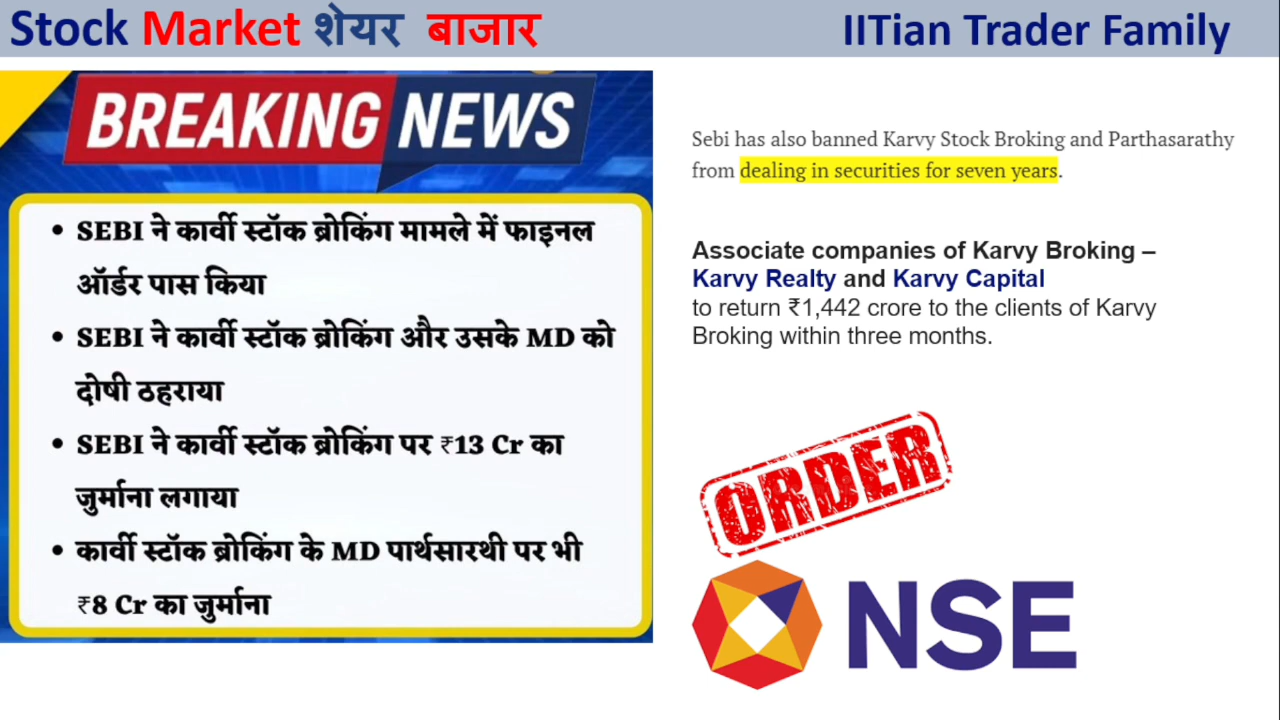 Stock Market शेयर बाजार
IITian Trader Family
BREAKING NEWS
• SEBI ने कार्वी स्टॉक ब्रोकिंग मामले में फाइनल
ऑर्डर पास किया
• SEBI ने कार्वी स्टॉक ब्रोकिंग और उसके MD को
दोषी ठहराया
• SEBI ने कार्वी स्टॉक ब्रोकिंग पर ₹13 Cr का
जुर्माना लगाया
• कार्वी स्टॉक ब्रोकिंग के MD पार्थसारथी पर भी
₹8 Cr का जुर्माना
Sebi has also banned Karvy Stock Broking and Parthasarathy
from dealing in securities for seven years.
Associate companies of Karvy Broking –
Karvy Realty and Karvy Capital
to return ₹1,442 crore to the clients of Karvy
Broking within three months.
ORDER
NSE